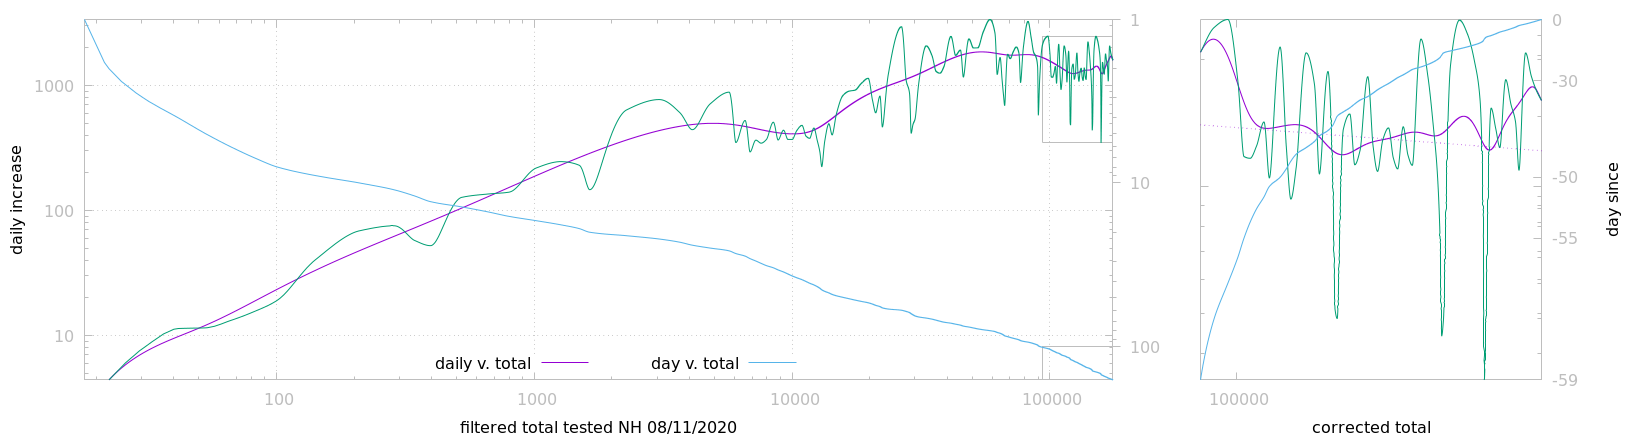 daily increase
1000
100
10
daily v. total
day v. total
100
1000
10000
100000
filtered total tested NH 08/11/2020
1
10
100
100000
corrected total
0
-30
-50
-55
-59
day since